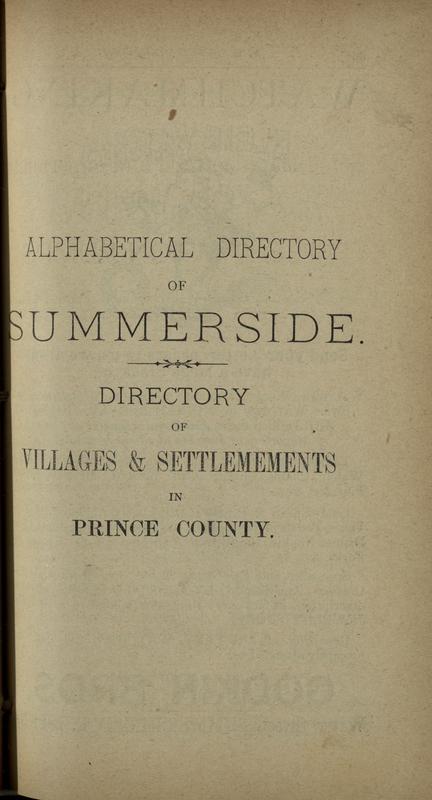 ALPHABETICAL DIRECTORY
OF
SUMMERSIDE.
DIRECTORY
OF
VILLAGES & SETTLEMEMENTS
IN
PRINCE COUNTY.